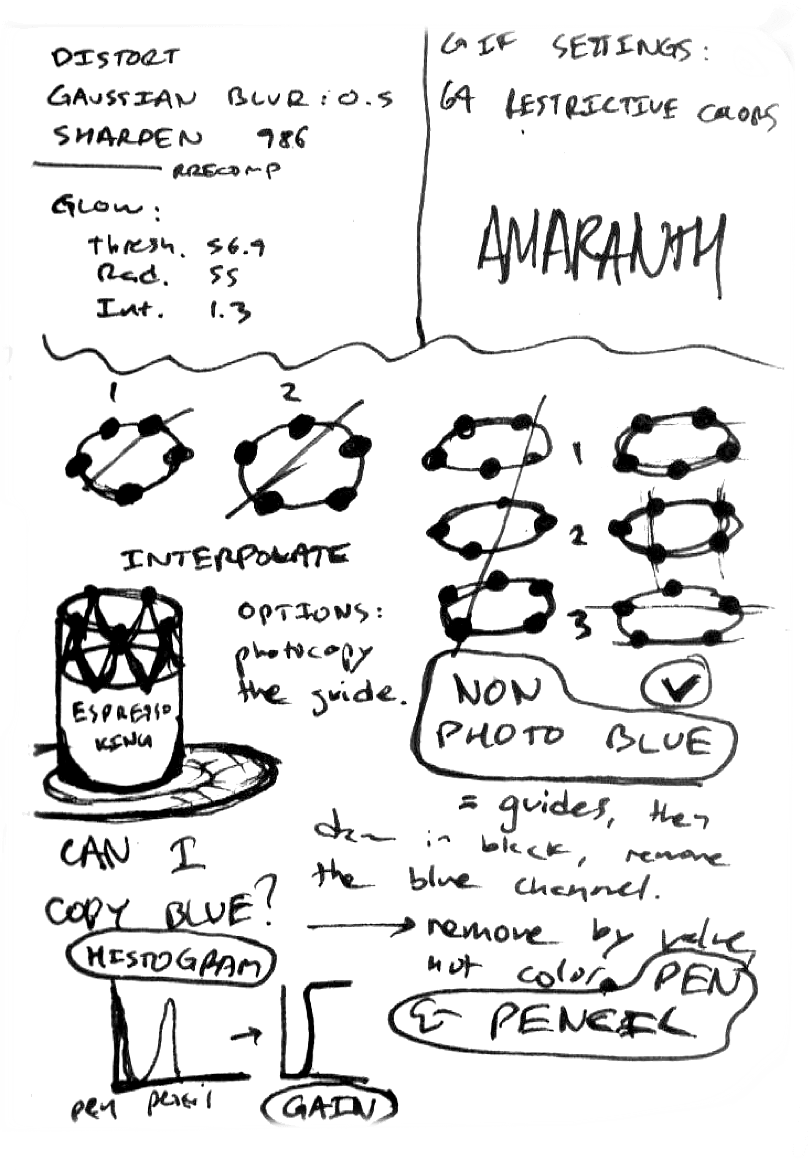 DISTORT
GAUSSIAN BLUR: 0.5
SHARPEN 986
PRECOMP
GLOW:
Thresh. 56.9
Rad. 55
Int. 1.3
GIF SETTINGS:
64 RESTRICTIVE COLORS
AMARANTH
1
2
1
2
3
INTERPOLATE
OPTIONS:
photocopy
the guide.
ESPRESSO
KING
NON
PHOTO BLUE
= guides, then
draw in black, remove
the blue channel.
CAN I
COPY BLUE?
remove by value,
not color.
HISTOGRAM
PEN
& PENCIL
pen pencil
GAIN